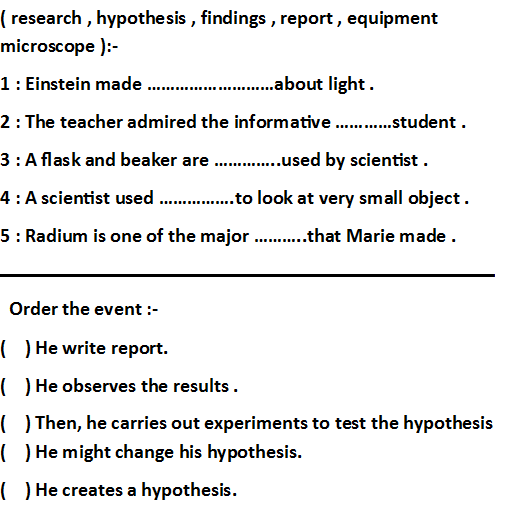 ( research , hypothesis , findings , report , equipment
microscope ):-
1 : Einstein made ...........................about light .
2 : The teacher admired the informative ............student .
3 : A flask and beaker are ..............used by scientist .
4 : A scientist used ................to look at very small object .
5 : Radium is one of the major ...........that Marie made .
Order the event :-
( ) He write report.
( ) He observes the results .
( ) Then, he carries out experiments to test the hypothesis
( ) He might change his hypothesis.
( ) He creates a hypothesis.